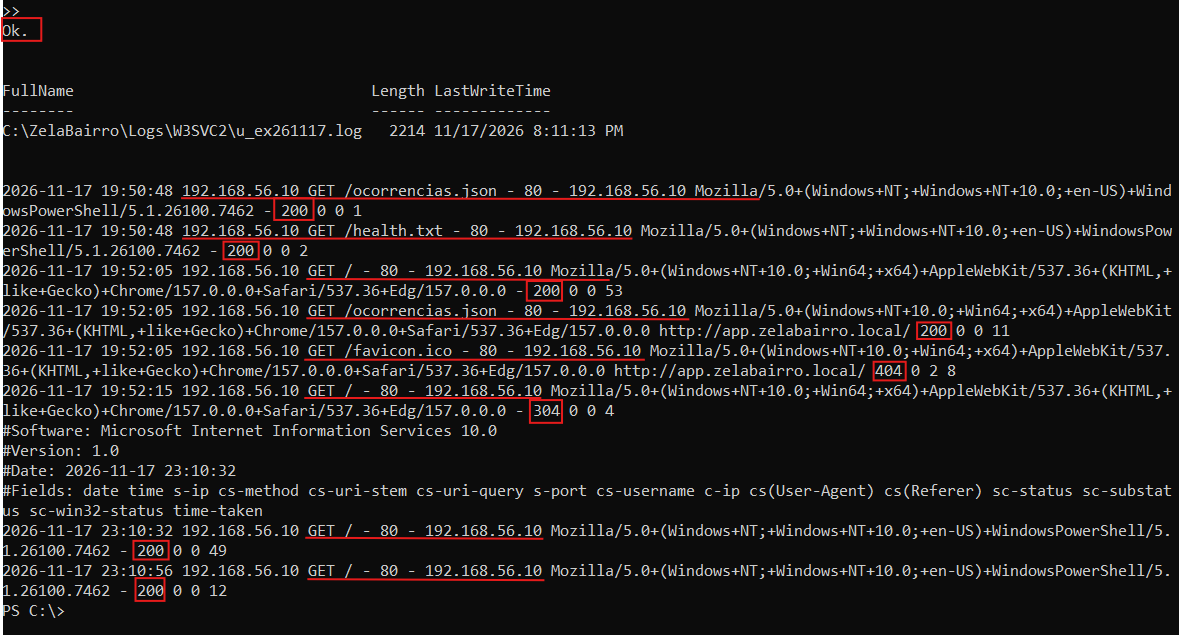 >>
Ok.
FullName Length LastWriteTime
-------- ------ -------------
C:\ZelaBairro\Logs\W3SVC2\u_ex261117.log 2214 11/17/2026 8:11:13 PM
2026-11-17 19:50:48 192.168.56.10 GET /ocorrencias.json - 80 - 192.168.56.10 Mozilla/5.0+(Windows+NT;+Windows+NT+10.0;+en-US)+Wind
owsPowerShell/5.1.26100.7462 - 200 0 0 1
2026-11-17 19:50:48 192.168.56.10 GET /health.txt - 80 - 192.168.56.10 Mozilla/5.0+(Windows+NT;+Windows+NT+10.0;+en-US)+WindowsPow
erShell/5.1.26100.7462 - 200 0 0 2
2026-11-17 19:52:05 192.168.56.10 GET / - 80 - 192.168.56.10 Mozilla/5.0+(Windows+NT+10.0;+Win64;+x64)+AppleWebKit/537.36+(KHTML,+
like+Gecko)+Chrome/157.0.0.0+Safari/537.36+Edg/157.0.0.0 - 200 0 0 53
2026-11-17 19:52:05 192.168.56.10 GET /ocorrencias.json - 80 - 192.168.56.10 Mozilla/5.0+(Windows+NT+10.0;+Win64;+x64)+AppleWebKit
/537.36+(KHTML,+like+Gecko)+Chrome/157.0.0.0+Safari/537.36+Edg/157.0.0.0 http://app.zelabairro.local/ 200 0 0 11
2026-11-17 19:52:05 192.168.56.10 GET /favicon.ico - 80 - 192.168.56.10 Mozilla/5.0+(Windows+NT+10.0;+Win64;+x64)+AppleWebKit/537.
36+(KHTML,+like+Gecko)+Chrome/157.0.0.0+Safari/537.36+Edg/157.0.0.0 http://app.zelabairro.local/ 404 0 2 8
2026-11-17 19:52:15 192.168.56.10 GET / - 80 - 192.168.56.10 Mozilla/5.0+(Windows+NT+10.0;+Win64;+x64)+AppleWebKit/537.36+(KHTML,+
like+Gecko)+Chrome/157.0.0.0+Safari/537.36+Edg/157.0.0.0 - 304 0 0 4
#Software: Microsoft Internet Information Services 10.0
#Version: 1.0
#Date: 2026-11-17 23:10:32
#Fields: date time s-ip cs-method cs-uri-stem cs-uri-query s-port cs-username c-ip cs(User-Agent) cs(Referer) sc-status sc-substat
us sc-win32-status time-taken
2026-11-17 23:10:32 192.168.56.10 GET / - 80 - 192.168.56.10 Mozilla/5.0+(Windows+NT;+Windows+NT+10.0;+en-US)+WindowsPowerShell/5.
1.26100.7462 - 200 0 0 49
2026-11-17 23:10:56 192.168.56.10 GET / - 80 - 192.168.56.10 Mozilla/5.0+(Windows+NT;+Windows+NT+10.0;+en-US)+WindowsPowerShell/5.
1.26100.7462 - 200 0 0 12
PS C:\>